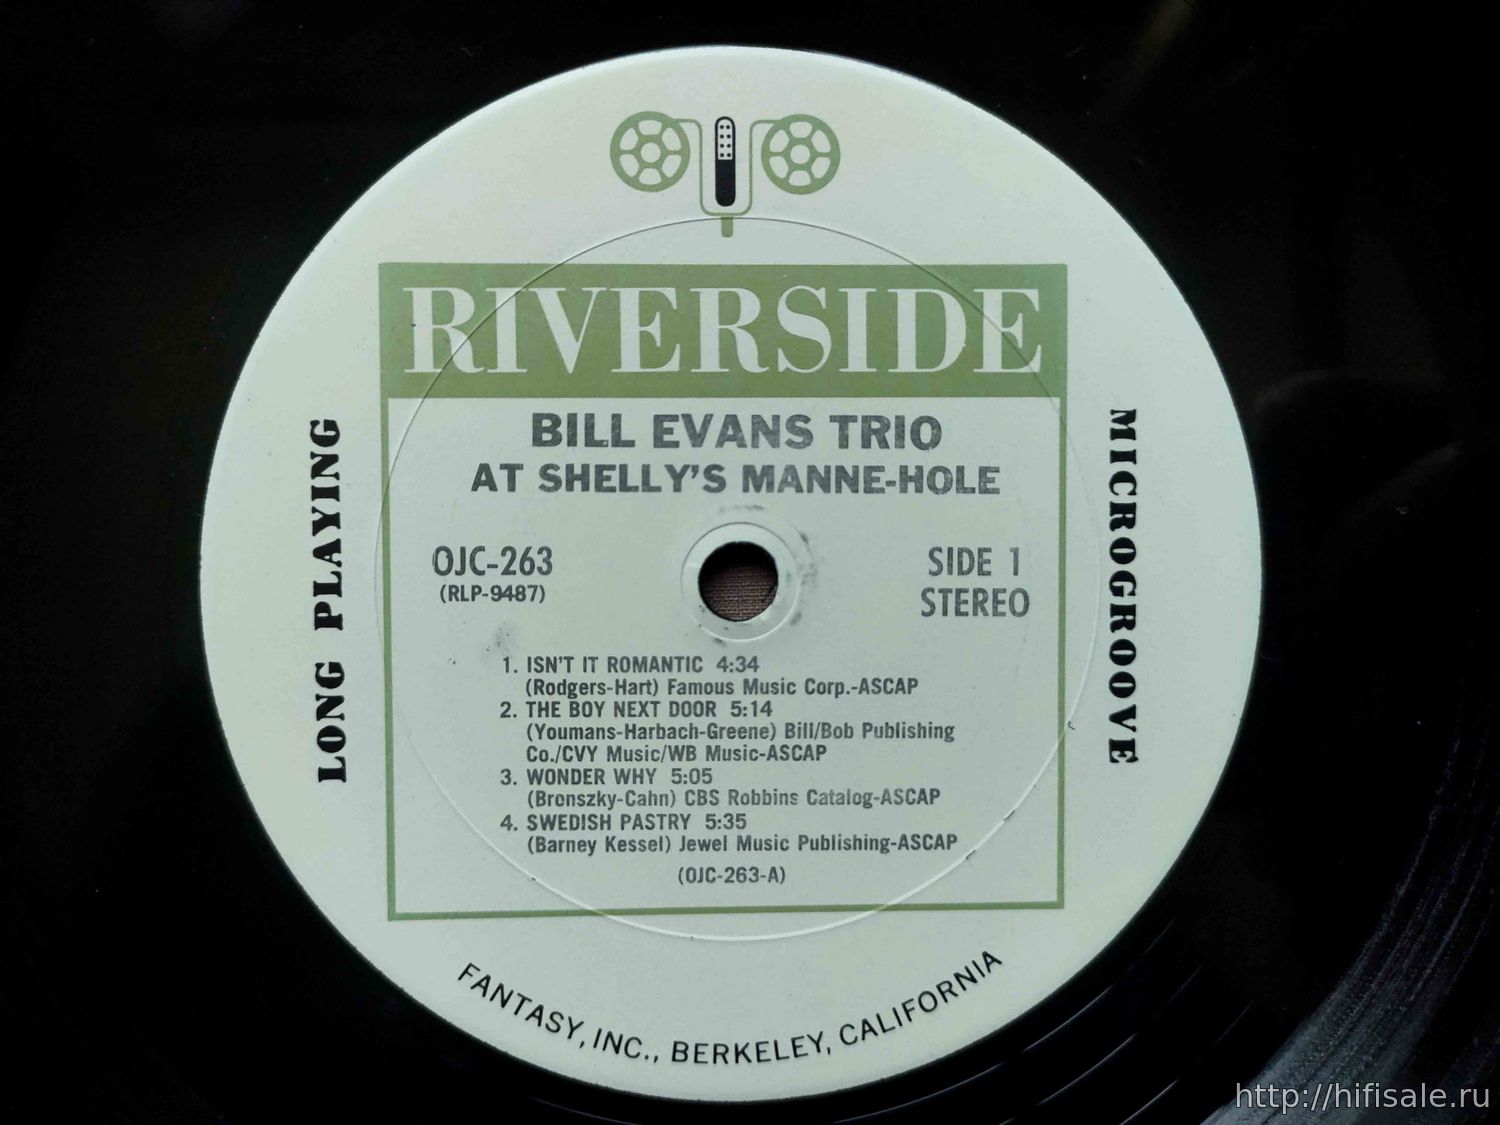 RIVERSIDE
BILL EVANS TRIO
AT SHELLY'S MANNE-HOLE
LONG PLAYING
MICROGROOVE
OJC-263
(RLP-9487)
SIDE 1
STEREO
1. ISN'T IT ROMANTIC 4:34
(Rodgers-Hart) Famous Music Corp.-ASCAP
2. THE BOY NEXT DOOR 5:14
(Youmans-Harbach-Greene) Bill/Bob Publishing
Co./CVY Music/WB Music-ASCAP
3. WONDER WHY 5:05
(Bronszky-Cahn) CBS Robbins Catalog-ASCAP
4. SWEDISH PASTRY 5:35
(Barney Kessel) Jewel Music Publishing-ASCAP
(OJC-263-A)
FANTASY, INC., BERKELEY, CALIFORNIA
http://hifisale.ru